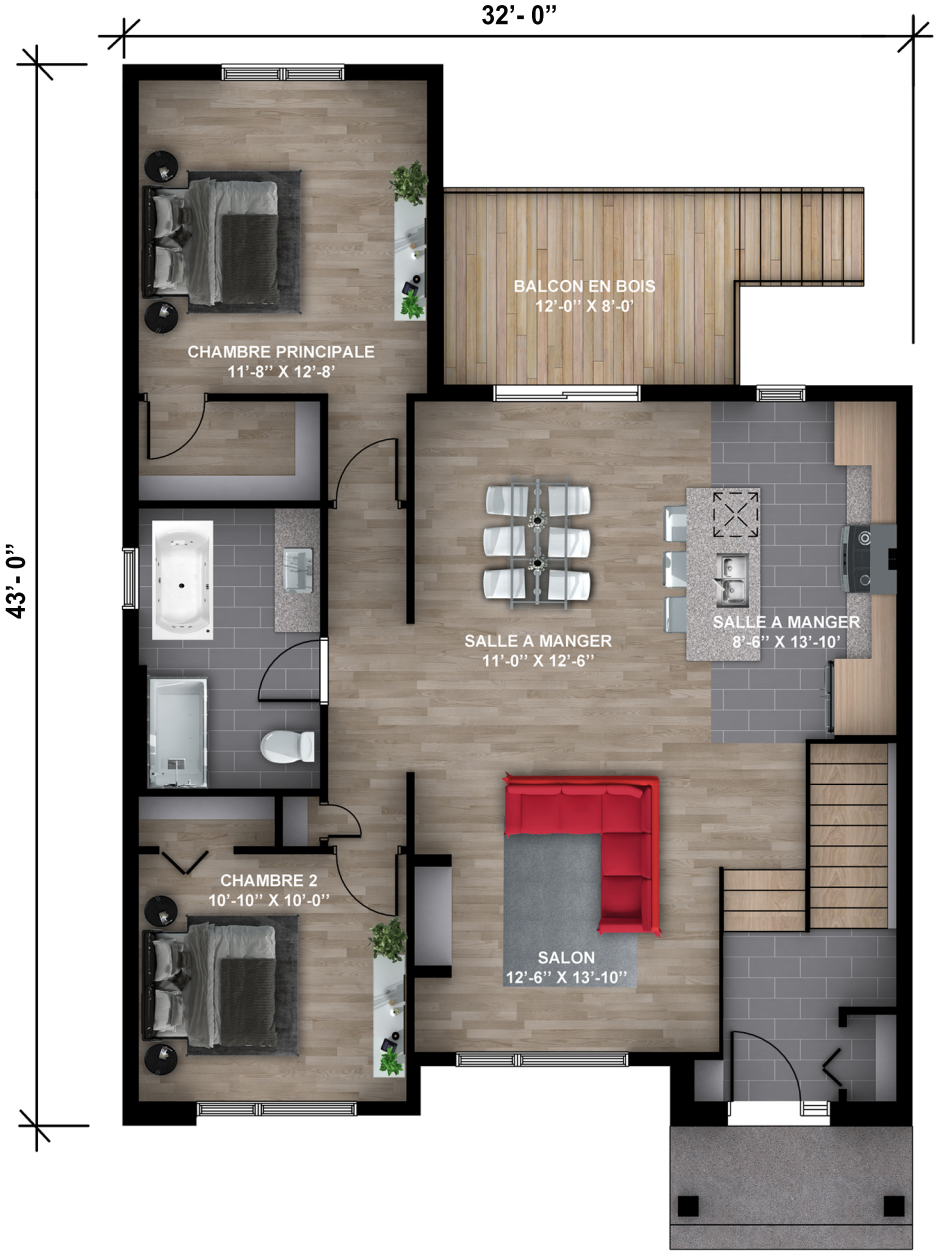 32’- 0”
BALCON EN BOIS
12’-0’’ X 8’-0’
CHAMBRE PRINCIPALE
11’-8’’ X 12’-8’
43’- 0”
SALLE A MANGER
8’-6’’ X 13’-10’
SALLE A MANGER
11’-0’’ X 12’-6’’
CHAMBRE 2
10’-10’’ X 10’-0’’
SALON
12’-6’’ X 13’-10’’